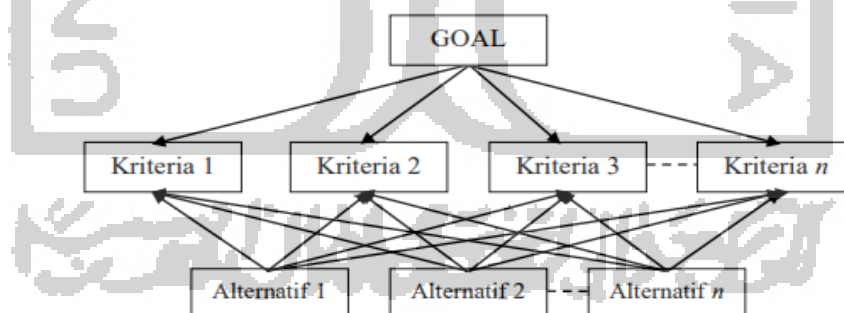 GOAL
Kriteria 1 Kriteria 2 Kriteria 3 Kriteria n
Alternatif 1 Alternatif 2 Alternatif n